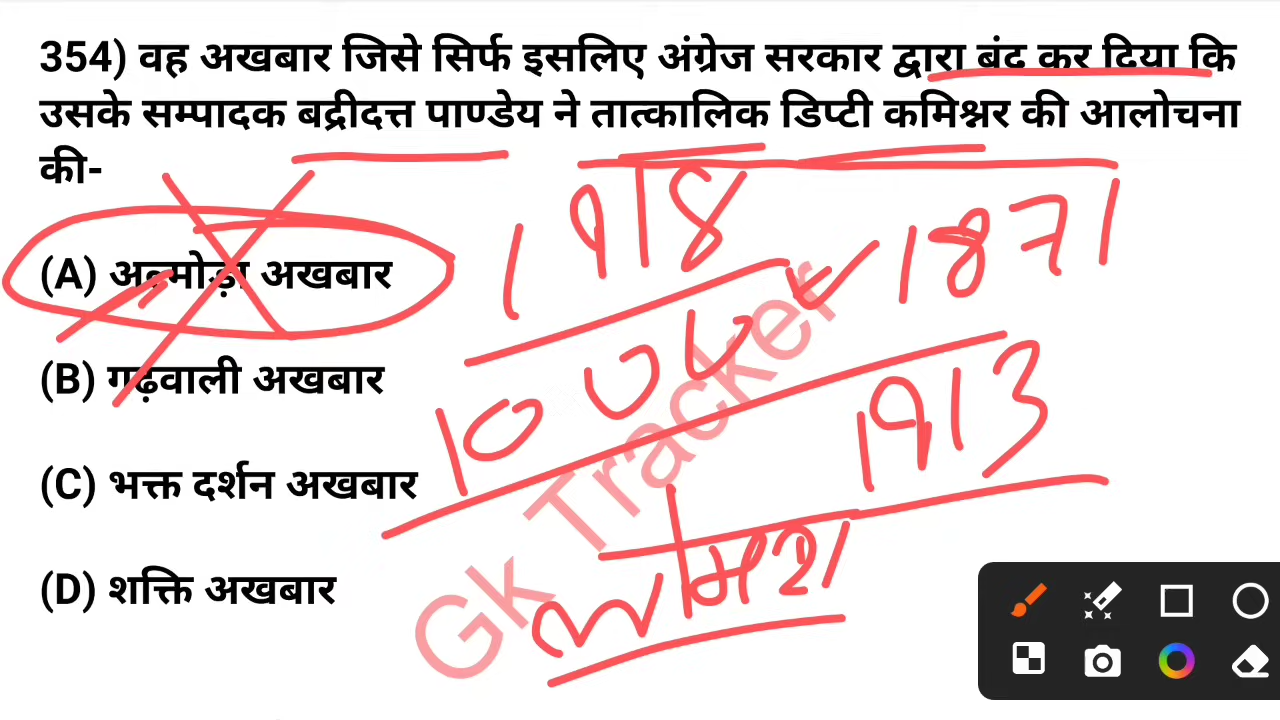 354) वह अखबार जिसे सिर्फ इसलिए अंग्रेज सरकार द्वारा बंद कर दिया कि
उसके सम्पादक बद्रीदत्त पाण्डेय ने तात्कालिक डिप्टी कमिश्नर की आलोचना
की-
1918
1871
(A) अल्मोड़ा अखबार
1000
1913
(B) गढ़वाली अखबार
(C) भक्त दर्शन अखबार
(D) शक्ति अखबार
Gk Tracker